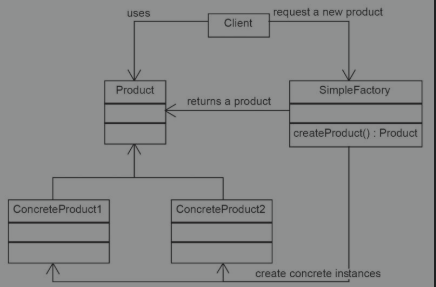 uses
Client
request a new product
Product
SimpleFactory
returns a product
createProduct() : Product
ConcreteProduct1
ConcreteProduct2
create concrete instances